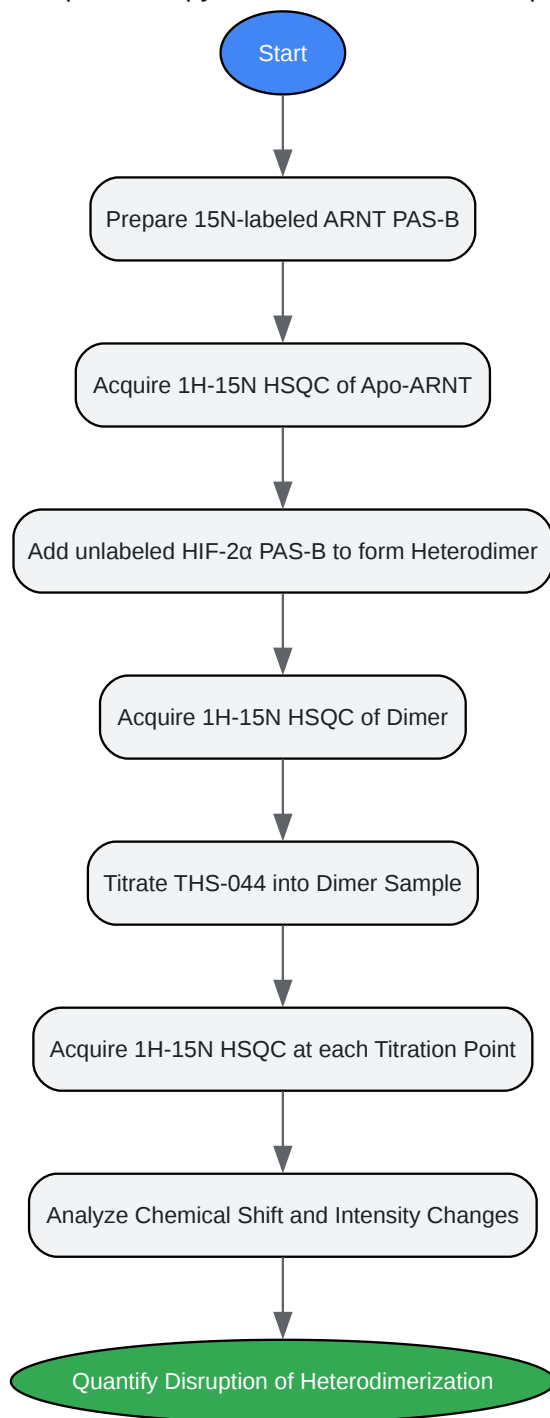 Start
Prepare 15N-labeled ARNT PAS-B
Acquire 1H-15N HSQC of Apo-ARNT
Add unlabeled HIF-2α PAS-B to form Heterodimer
Acquire 1H-15N HSQC of Dimer
Titrate THS-044 into Dimer Sample
Acquire 1H-15N HSQC at each Titration Point
Analyze Chemical Shift and Intensity Changes
Quantify Disruption of Heterodimerization